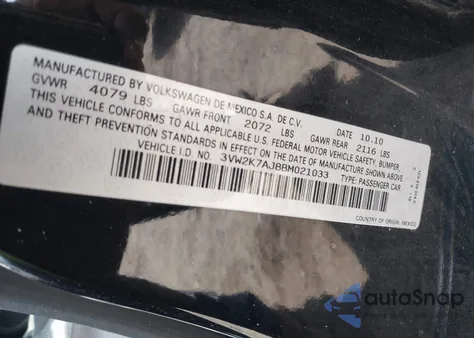 MANUFACTURED BY VOLKSWAGEN DE MEXICO S.A. DE C.V.
GVWR 4079 LBS GAWR FRONT 2072 LBS GAWR REAR 2116 LBS DATE 10.10
THIS VEHICLE CONFORMS TO ALL APPLICABLE U.S. FEDERAL MOTOR VEHICLE SAFETY, BUMPER,
AND THEFT PREVENTION STANDARDS IN EFFECT ON THE DATE OF MANUFACTURE SHOWN ABOVE
VEHICLE I.D. NO. 3VW2K7AJ8BM021033 TYPE: PASSENGER CAR
COUNTRY OF ORIGIN: MEXICO
autoSnap